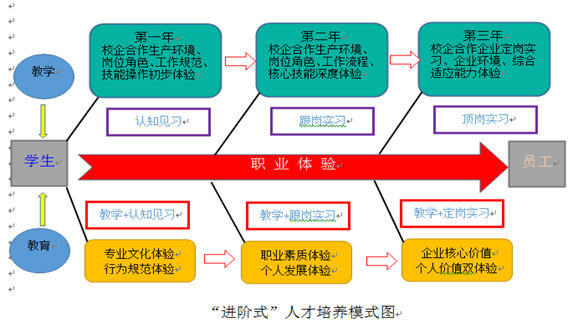 第一年
校企合作生产环境、
岗位角色、工作规范、
技能操作初步体验
第二年
校企合作生产环境、
岗位角色、工作流程、
核心技能深度体验
第三年
校企合作企业定岗实
习、企业环境、综合
适应能力体验
教学
认知见习
跟岗实习
顶岗实习
学生
职业体验
员工
教学+认知见习
教学+跟岗实习
教学+定岗实习
教育
专业文化体验
行为规范体验
职业素质体验
个人发展体验
企业核心价值
个人价值双体验
“进阶式”人才培养模式图